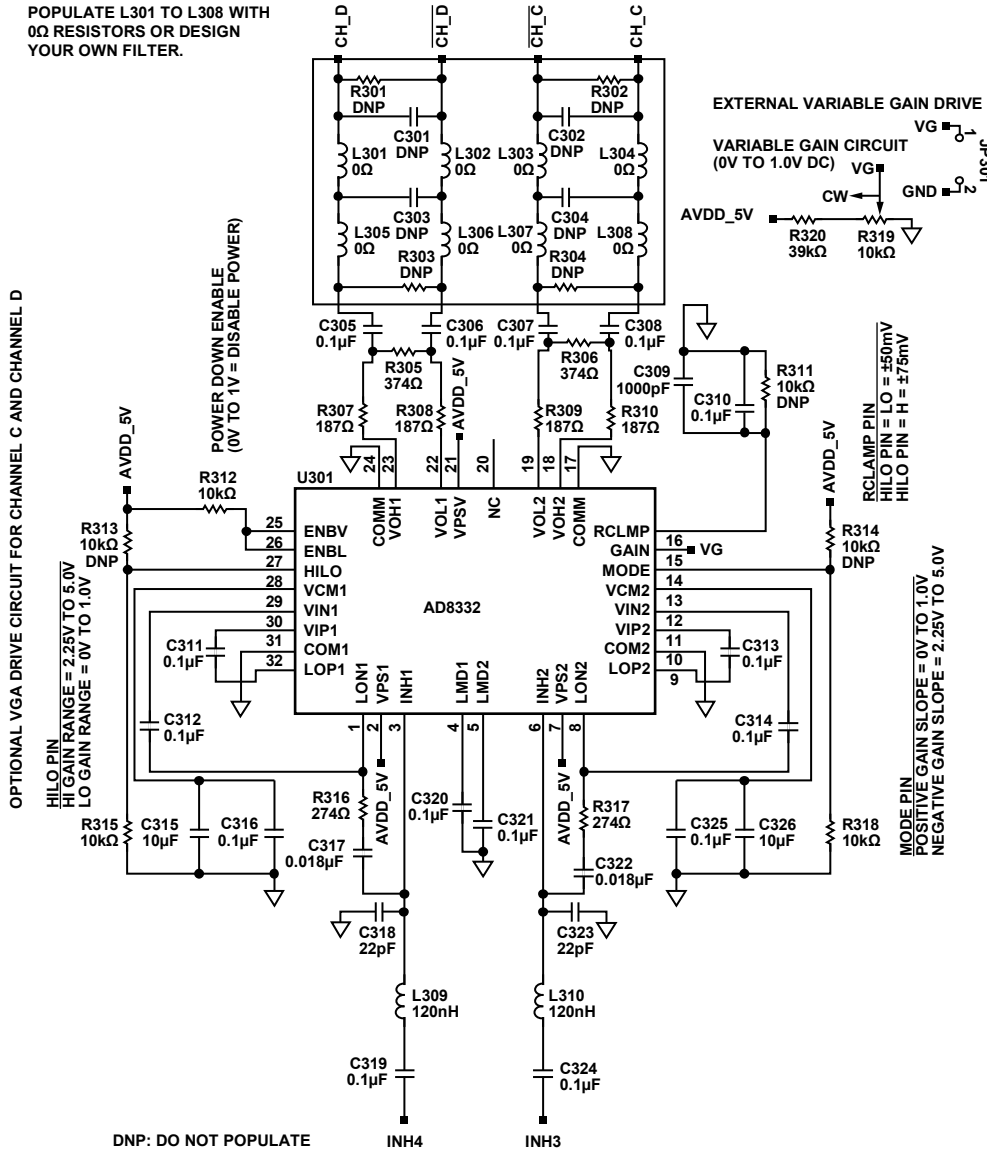 POPULATE L301 TO L308 WITH
0Ω RESISTORS OR DESIGN
YOUR OWN FILTER.
CH_D
CH_D
CH_C
CH_C
R301
DNP
R302
DNP
C301
DNP
C302
DNP
L301
0Ω
L302
0Ω
L303
0Ω
L304
0Ω
C303
DNP
C304
DNP
L305
0Ω
L306
0Ω
L307
0Ω
L308
0Ω
R303
DNP
R304
DNP
EXTERNAL VARIABLE GAIN DRIVE
VG
1
JP301
2
GND
VARIABLE GAIN CIRCUIT
(0V TO 1.0V DC)
VG
CW
AVDD_5V
R320
39kΩ
R319
10kΩ
C305
0.1µF
C306
0.1µF
C307
0.1µF
C308
0.1µF
R305
374Ω
R306
374Ω
AVDD_5V
R307
187Ω
R308
187Ω
R309
187Ω
R310
187Ω
C309
1000pF
C310
0.1µF
R311
10kΩ
DNP
OPTIONAL VGA DRIVE CIRCUIT FOR CHANNEL C AND CHANNEL D
POWER DOWN ENABLE
(0V TO 1V = DISABLE POWER)
AVDD_5V
R312
10kΩ
R313
10kΩ
DNP
HILO PIN
HI GAIN RANGE = 2.25V TO 5.0V
LO GAIN RANGE = 0V TO 1.0V
RCLAMP PIN
HILO PIN = LO = ±50mV
HILO PIN = H = ±75mV
AVDD_5V
R314
10kΩ
DNP
MODE PIN
POSITIVE GAIN SLOPE = 0V TO 1.0V
NEGATIVE GAIN SLOPE = 2.25V TO 5.0V
U301
24
23
22
21
20
19
18
17
COMM
VOH1
VOL1
VPSV
NC
VOL2
VOH2
COMM
25 ENBV
26 ENBL
27 HILO
28 VCM1
29 VIN1
30 VIP1
31 COM1
32 LOP1
AD8332
RCLMP 16
GAIN 15
VG
MODE 14
VCM2 13
VIN2 12
VIP2 11
COM2 10
LOP2 9
LON1
VPS1
INH1
LMD1
LMD2
INH2
VPS2
LON2
1
2
3
4
5
6
7
8
C311
0.1µF
C312
0.1µF
C313
0.1µF
C314
0.1µF
AVDD_5V
AVDD_5V
R315
10kΩ
C315
10µF
C316
0.1µF
R316
274Ω
C317
0.018µF
C320
0.1µF
C321
0.1µF
R317
274Ω
C322
0.018µF
C325
0.1µF
C326
10µF
R318
10kΩ
C318
22pF
C323
22pF
L309
120nH
L310
120nH
C319
0.1µF
C324
0.1µF
DNP: DO NOT POPULATE
INH4
INH3